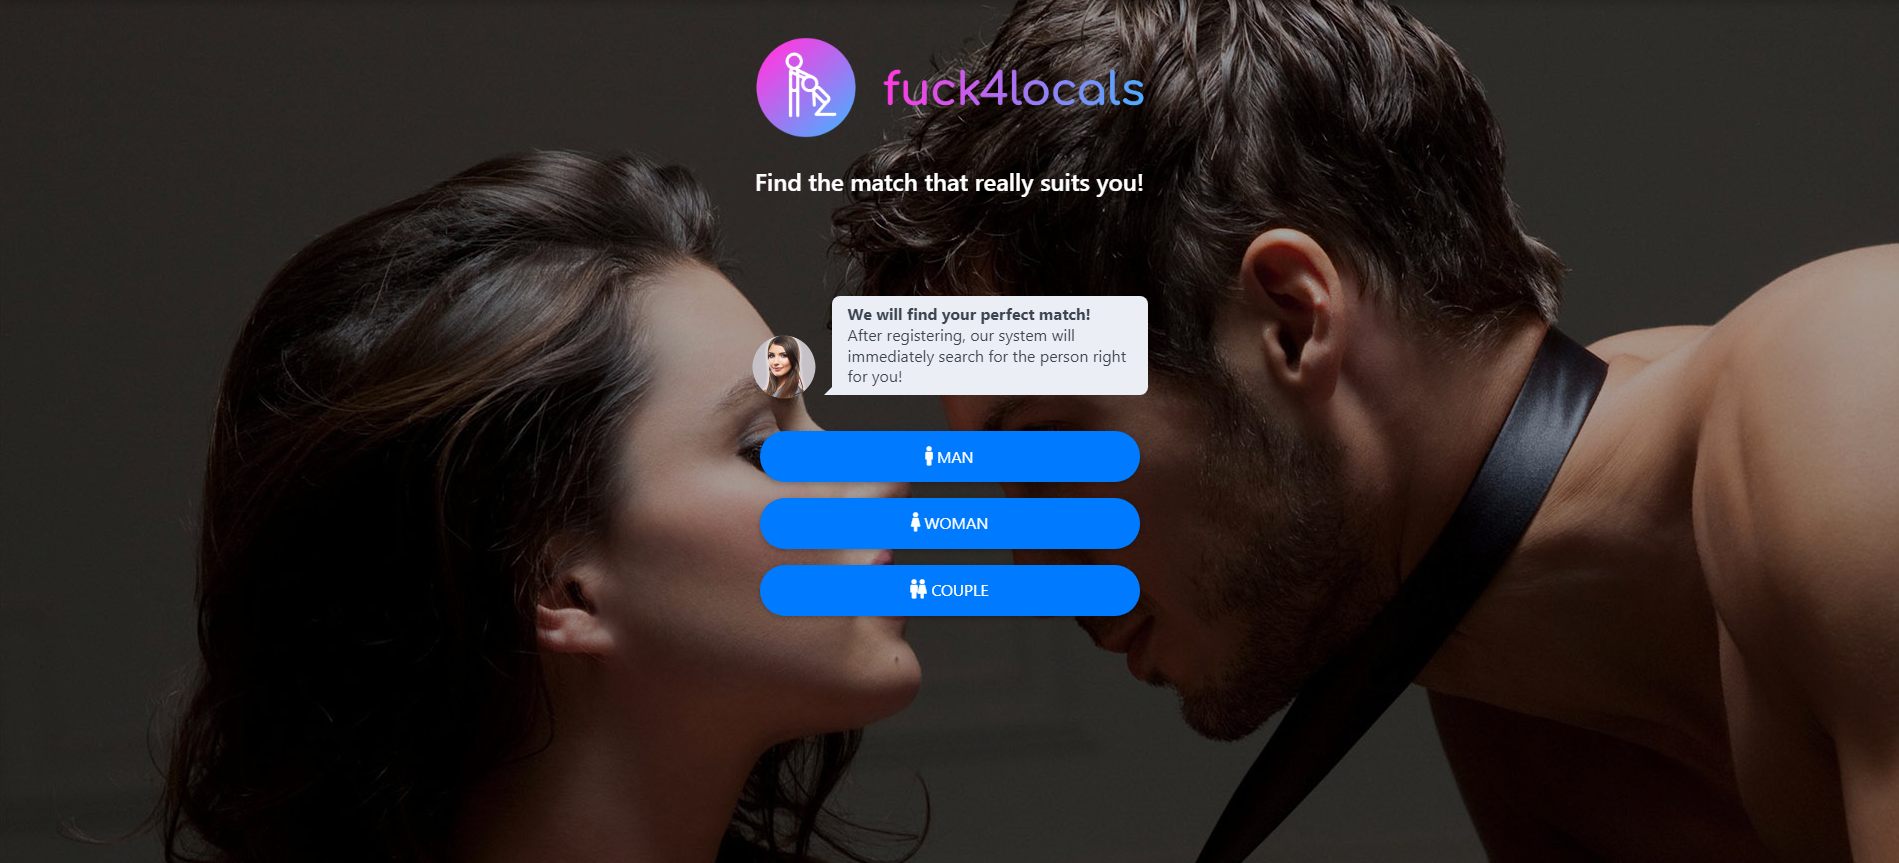 fuck4locals
Find the match that really suits you!
We will find your perfect match!
After registering, our system will
immediately search for the person right
for you!
MAN
WOMAN
COUPLE